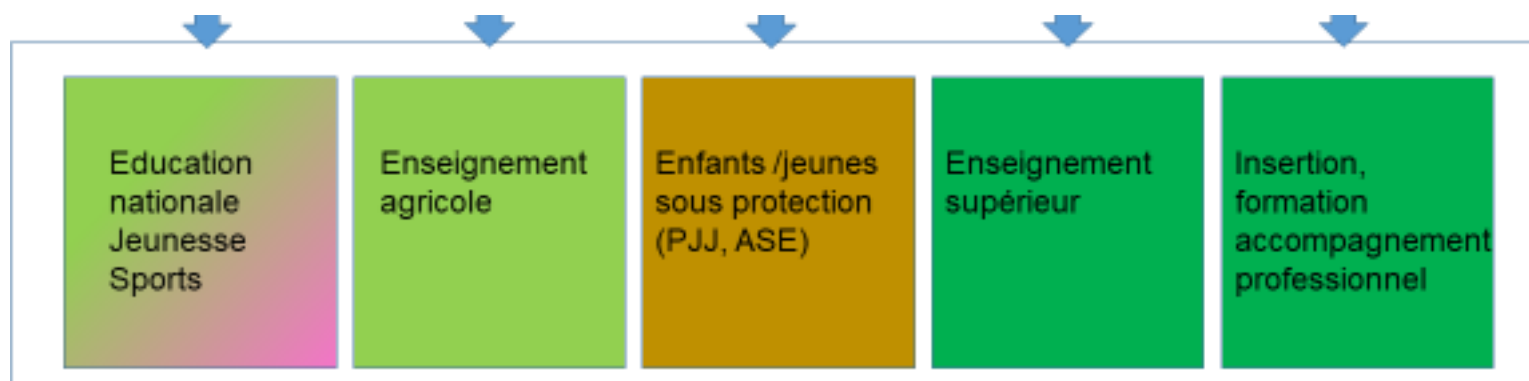 Education
nationale
Jeunesse
Sports
Enseignement
agricole
Enfants /jeunes
sous protection
(PJJ, ASE)
Enseignement
supérieur
Insertion,
formation
accompagnement
professionnel